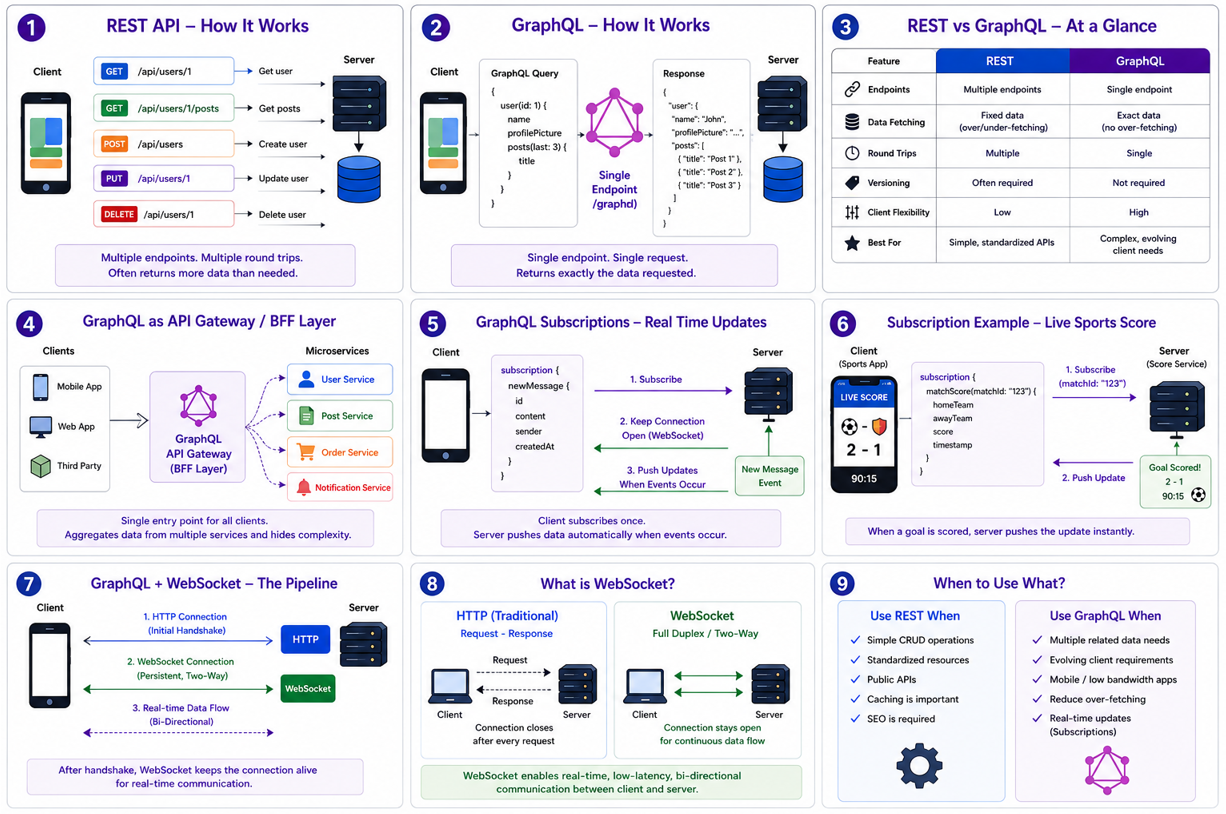 1
REST API – How It Works
Client
Server
GET /api/users/1
Get user
GET /api/users/1/posts
Get posts
POST /api/users
Create user
PUT /api/users/1
Update user
DELETE /api/users/1
Delete user
Multiple endpoints. Multiple round trips.
Often returns more data than needed.
2
GraphQL – How It Works
Client
GraphQL Query
{
user(id: 1) {
name
profilePicture
posts(last: 3) {
title
}
}
}
Single
Endpoint
/graphd)
Response
{
"user": {
"name": "John",
"profilePicture": "...",
"posts": [
{ "title": "Post 1" },
{ "title": "Post 2" },
{ "title": "Post 3" }
]
}
}
Server
Single endpoint. Single request.
Returns exactly the data requested.
3
REST vs GraphQL – At a Glance
Feature REST GraphQL
Endpoints Multiple endpoints Single endpoint
Data Fetching Fixed data (over/under-fetching) Exact data (no over-fetching)
Round Trips Multiple Single
Versioning Often required Not required
Client Flexibility Low High
Best For Simple, standardized APIs Complex, evolving client needs
4
GraphQL as API Gateway / BFF Layer
Clients
Mobile App
Web App
Third Party
GraphQL
API Gateway
(BFF Layer)
Microservices
User Service
Post Service
Order Service
Notification Service
Single entry point for all clients.
Aggregates data from multiple services and hides complexity.
5
GraphQL Subscriptions – Real Time Updates
Client
subscription {
newMessage {
id
content
sender
createdAt
}
}
1. Subscribe
2. Keep Connection
Open (WebSocket)
3. Push Updates
When Events Occur
Server
New Message
Event
Client subscribes once.
Server pushes data automatically when events occur.
6
Subscription Example – Live Sports Score
Client
(Sports App)
LIVE SCORE
-
2 - 1
90:15
subscription {
matchScore(matchId: "123") {
homeTeam
awayTeam
score
timestamp
}
}
1. Subscribe
(matchId: "123")
2. Push Update
Server
(Score Service)
Goal Scored!
2 - 1
90:15
When a goal is scored, server pushes the update instantly.
7
GraphQL + WebSocket – The Pipeline
Client
Server
1. HTTP Connection
(Initial Handshake)
HTTP
2. WebSocket Connection
(Persistent, Two-Way)
WebSocket
3. Real-time Data Flow
(Bi-Directional)
After handshake, WebSocket keeps the connection alive
for real-time communication.
8
What is WebSocket?
HTTP (Traditional)
Request - Response
Request
Response
Client
Server
Connection closes
after every request
WebSocket
Full Duplex / Two-Way
Client
Server
Connection stays open
for continuous data flow
WebSocket enables real-time, low-latency, bi-directional
communication between client and server.
9
When to Use What?
Use REST When
Simple CRUD operations
Standardized resources
Public APIs
Caching is important
SEO is required
Use GraphQL When
Multiple related data needs
Evolving client requirements
Mobile / low bandwidth apps
Reduce over-fetching
Real-time updates
(Subscriptions)